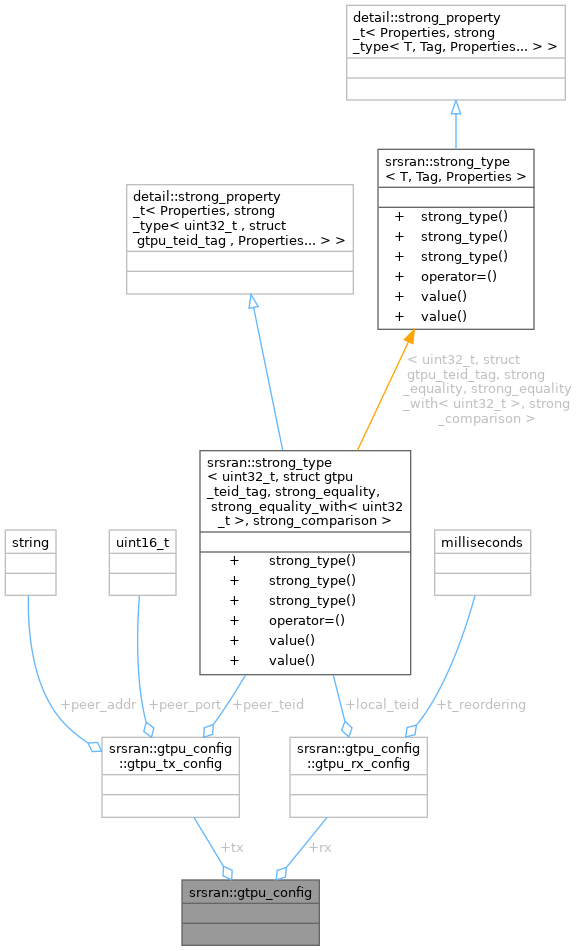 detail::strong_property
_t< Properties, strong
_type< T, Tag, Properties... > >
srsran::strong_type
< T, Tag, Properties >
+ strong_type()
+ strong_type()
+ strong_type()
+ operator=()
+ value()
+ value()
detail::strong_property
_t< Properties, strong
_type< uint32_t , struct
gtpu_teid_tag , Properties... > >
< uint32_t, struct
gtpu_teid_tag, strong
_equality, strong_equality
_with< uint32_t >, strong
_comparison >
srsran::strong_type
< uint32_t, struct gtpu
_teid_tag, strong_equality,
strong_equality_with< uint32
_t >, strong_comparison >
+ strong_type()
+ strong_type()
+ strong_type()
+ operator=()
+ value()
+ value()
string
uint16_t
milliseconds
+peer_addr
+peer_port
+peer_teid
+local_teid
+t_reordering
srsran::gtpu_config
::gtpu_tx_config
srsran::gtpu_config
::gtpu_rx_config
+tx
+rx
srsran::gtpu_config